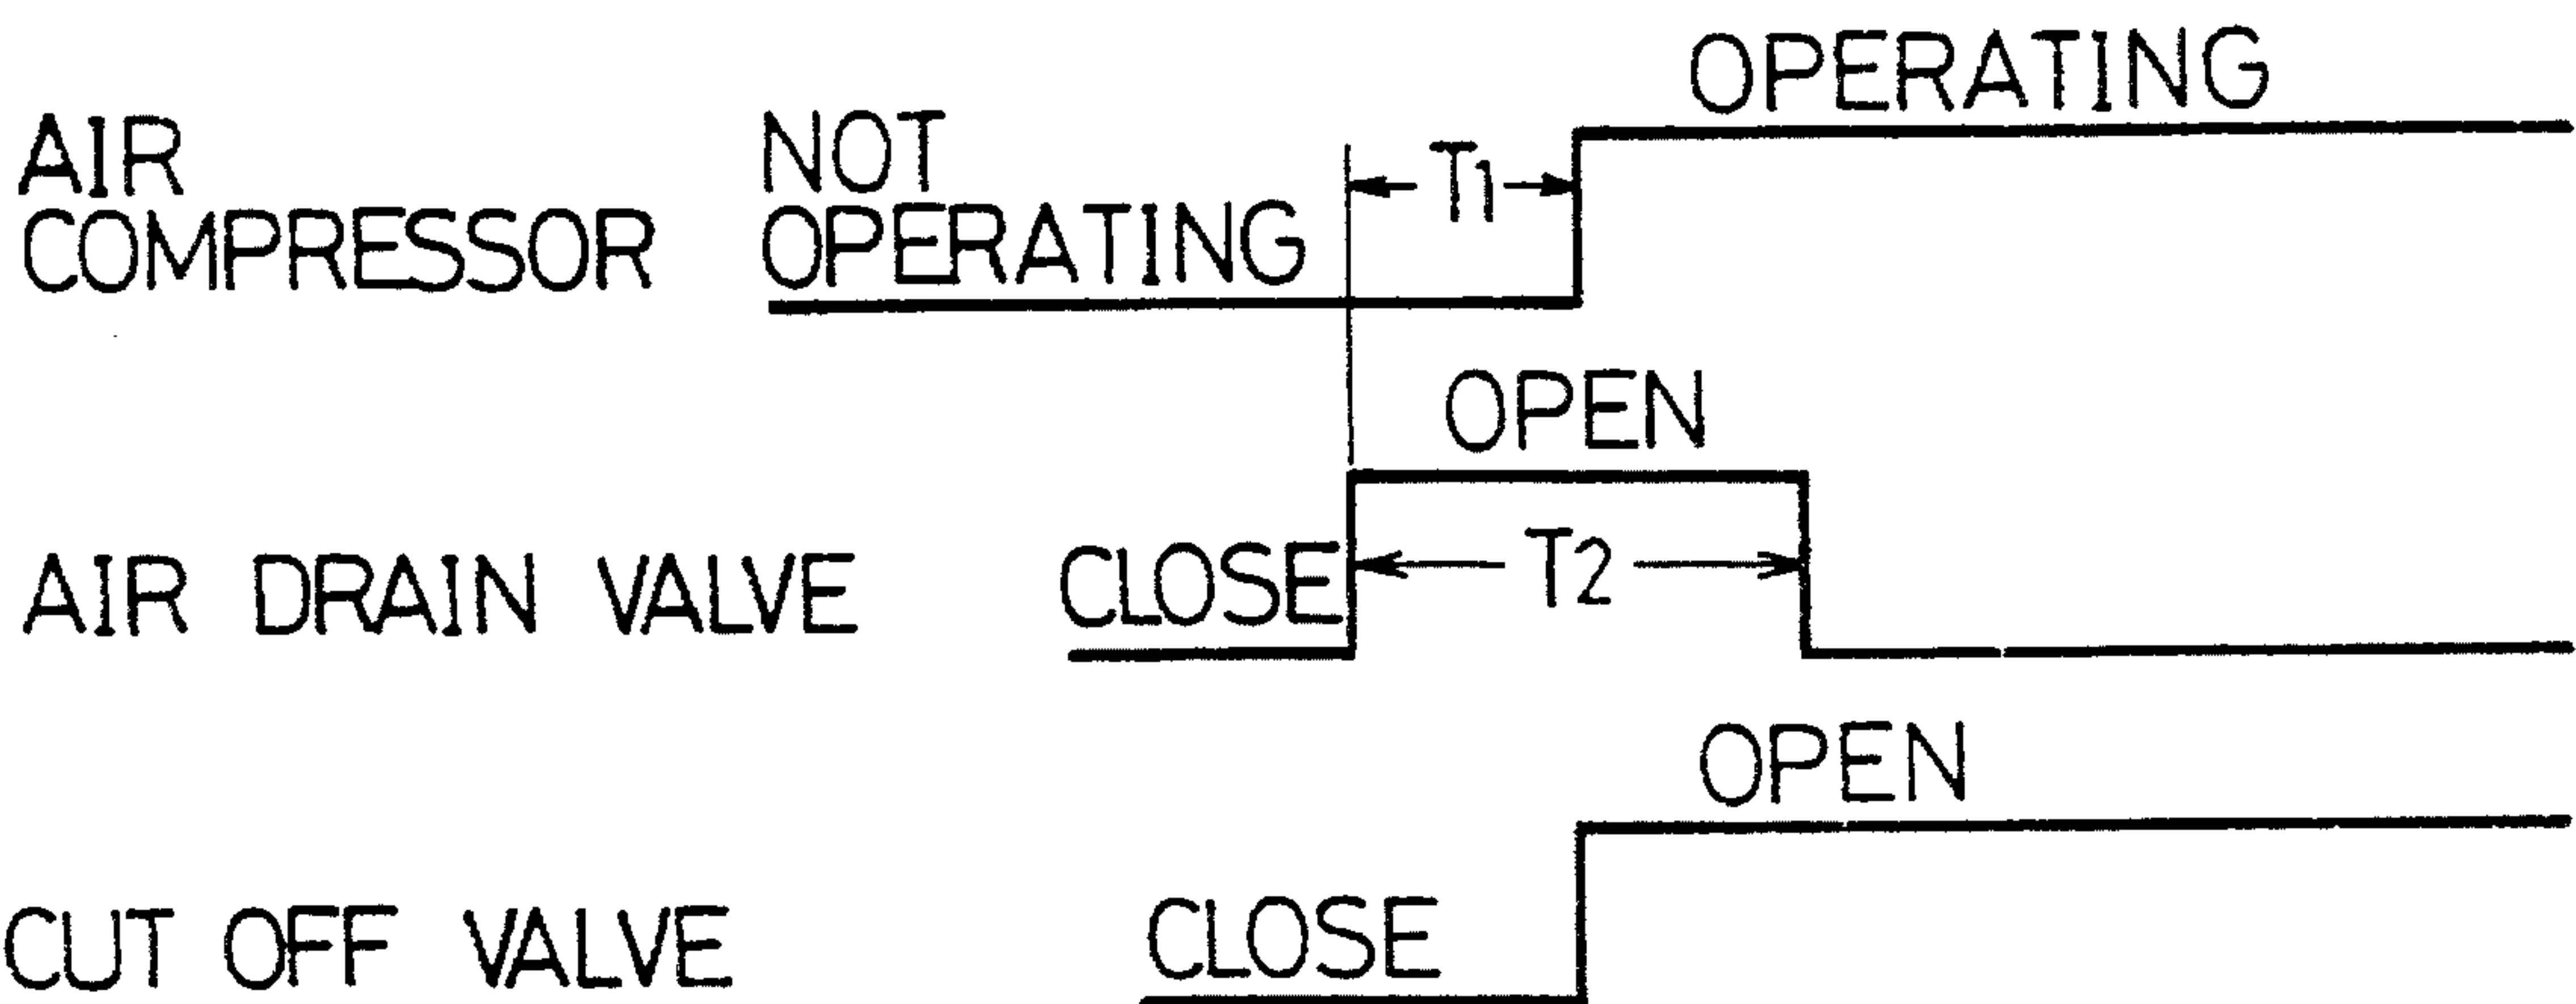 OPERATING
AIR
COMPRESSOR
NOT
OPERATING
T1
OPEN
AIR DRAIN VALVE
CLOSE
T2
OPEN
CUT OFF VALVE
CLOSE